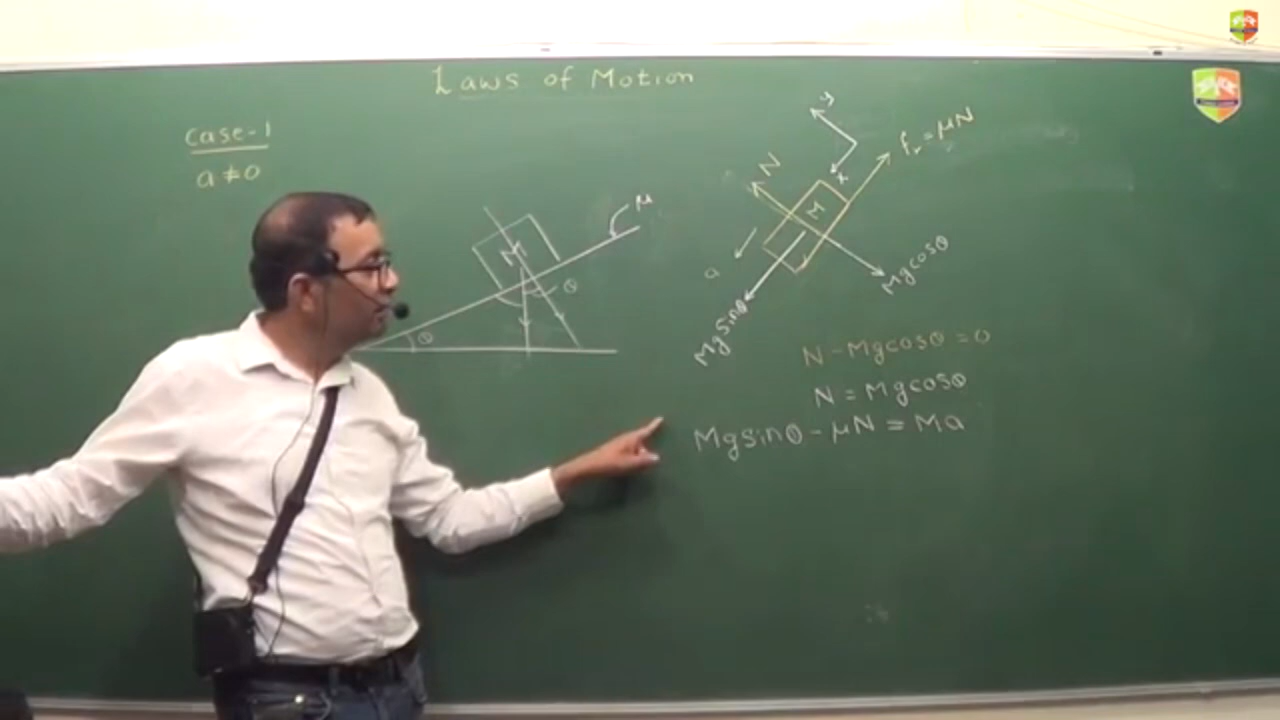 Laws of Motion
Case-1
a≠0
M
μ
θ
θ
y
x
N
fr = μN
M
a
Mgsinθ
Mgcosθ
N - Mgcosθ = 0
N = Mgcosθ
Mgsinθ - μN = Ma